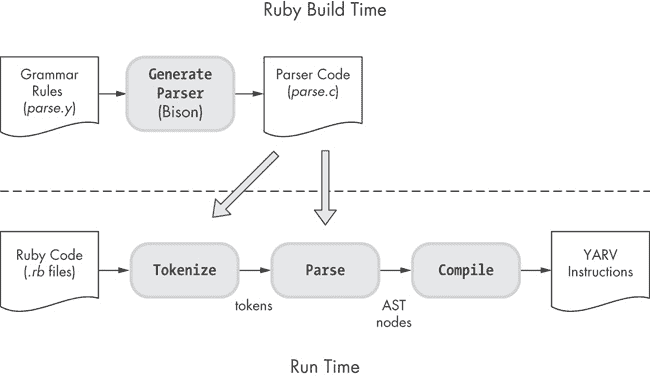 Ruby Build Time
Grammar
Rules
(parse.y)
Generate
Parser
(Bison)
Parser Code
(parse.c)
Ruby Code
(.rb files)
Tokenize
tokens
Parse
AST
nodes
Compile
YARV
Instructions
Run Time